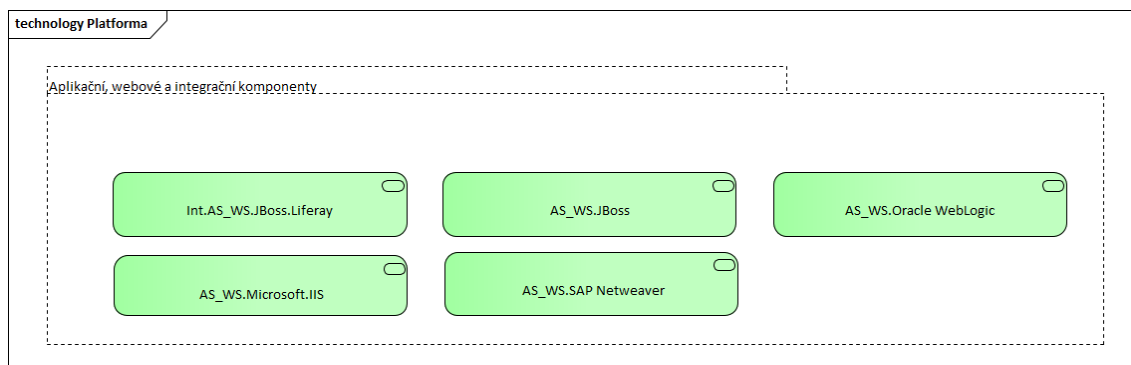 technology Platforma
Aplikační, webové a integrační komponenty
Int.AS_WS.JBoss.Liferay
AS_WS.JBoss
AS_WS.Oracle WebLogic
AS_WS.Microsoft.IIS
AS_WS.SAP Netweaver